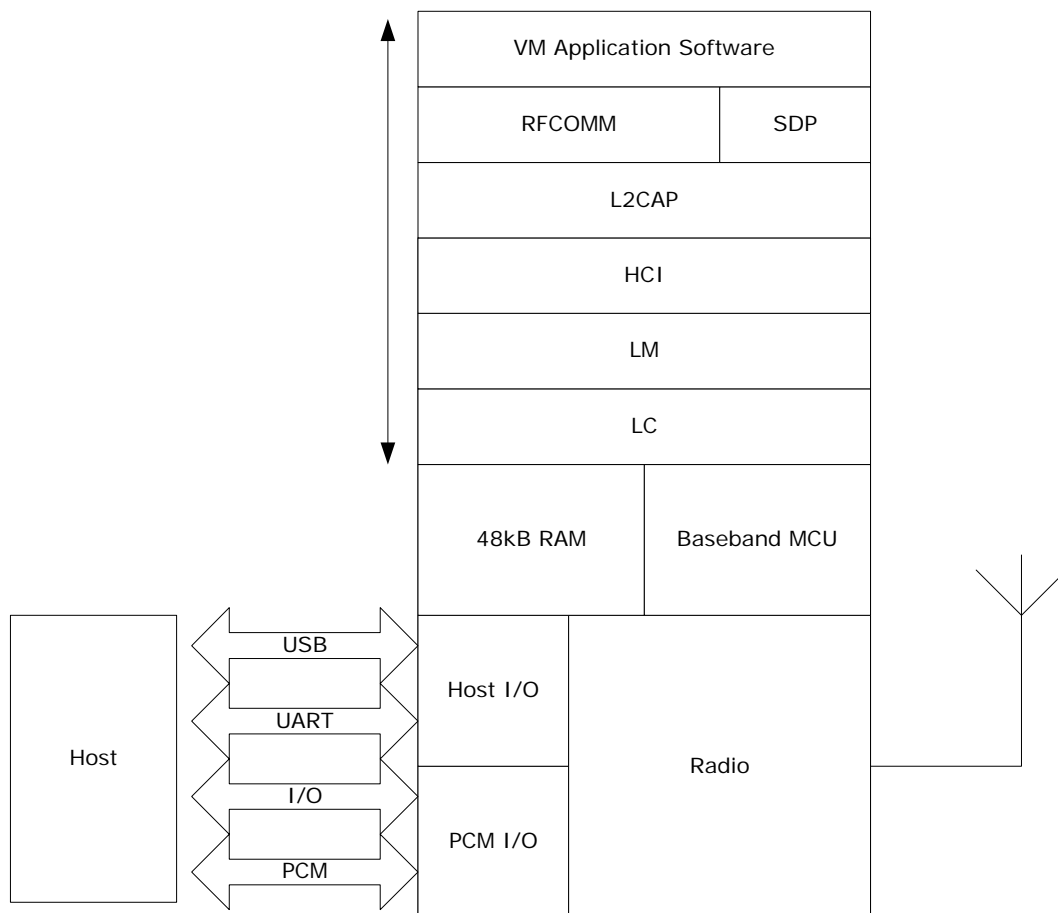 VM Application Software
RFCOMM
SDP
L2CAP
HCI
LM
LC
48kB RAM
Baseband MCU
USB
Host I/O
UART
Host
Radio
I/O
PCM I/O
PCM